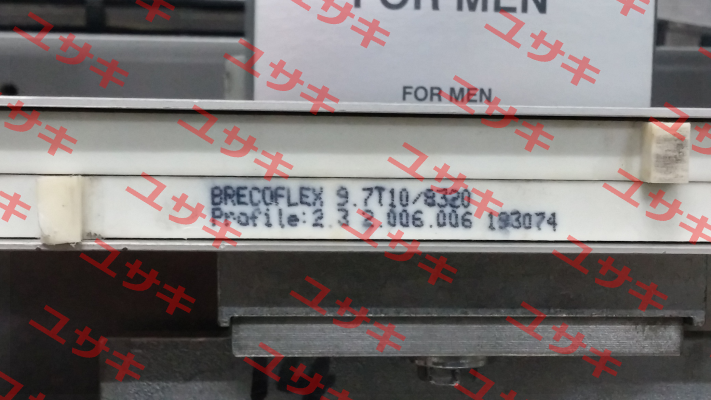 FOR MEN
FOR MEN
BRECOFLEX 9.7T10/8320
Profile:2.3 2.006.006 193074
ユサキ